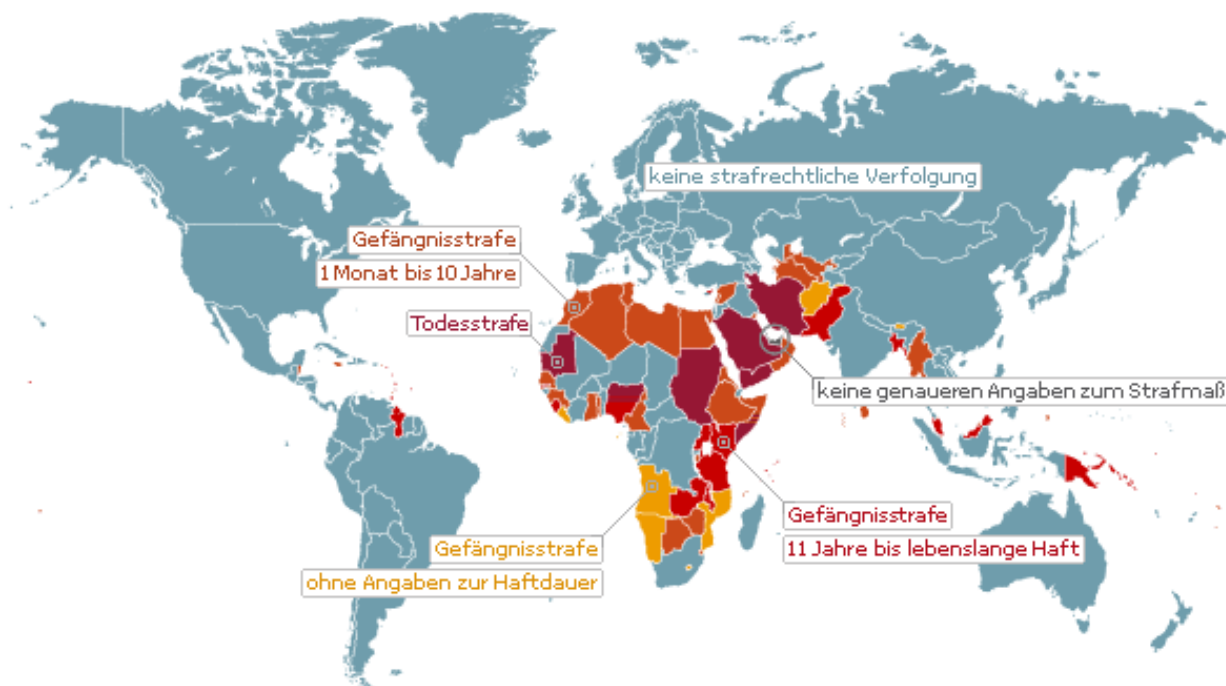 keine strafrechtliche Verfolgung
Gefängnisstrafe
1 Monat bis 10 Jahre
Todesstrafe
keine genaueren Angaben zum Strafmaß
Gefängnisstrafe
11 Jahre bis lebenslange Haft
Gefängnisstrafe
ohne Angaben zur Haftdauer